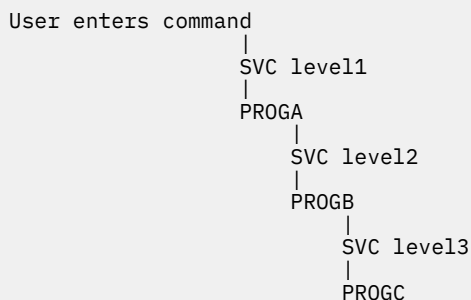 User enters command
|
SVC level1
|
PROGA
|
SVC level2
|
PROGB
|
SVC level3
|
PROGC